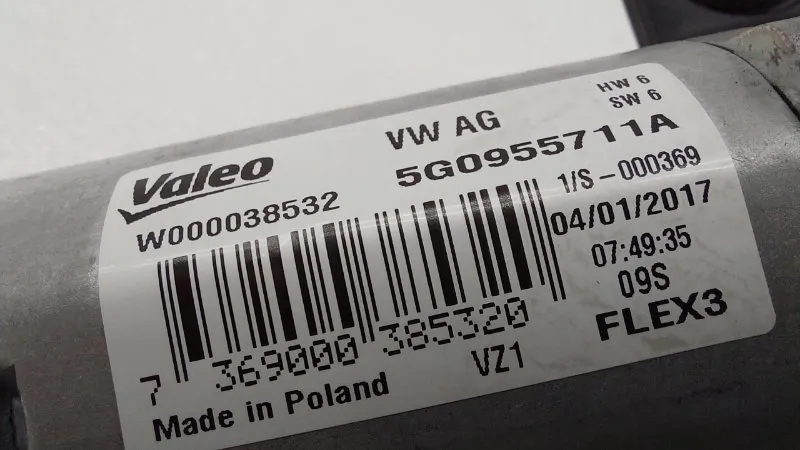 Valeo
VW AG
HW 6
SW 6
W000038532
5G0955711A
1/S-000369
04/01/2017
07:49:35
09S
FLEX3
7 369000 385320
VZ1
Made in Poland